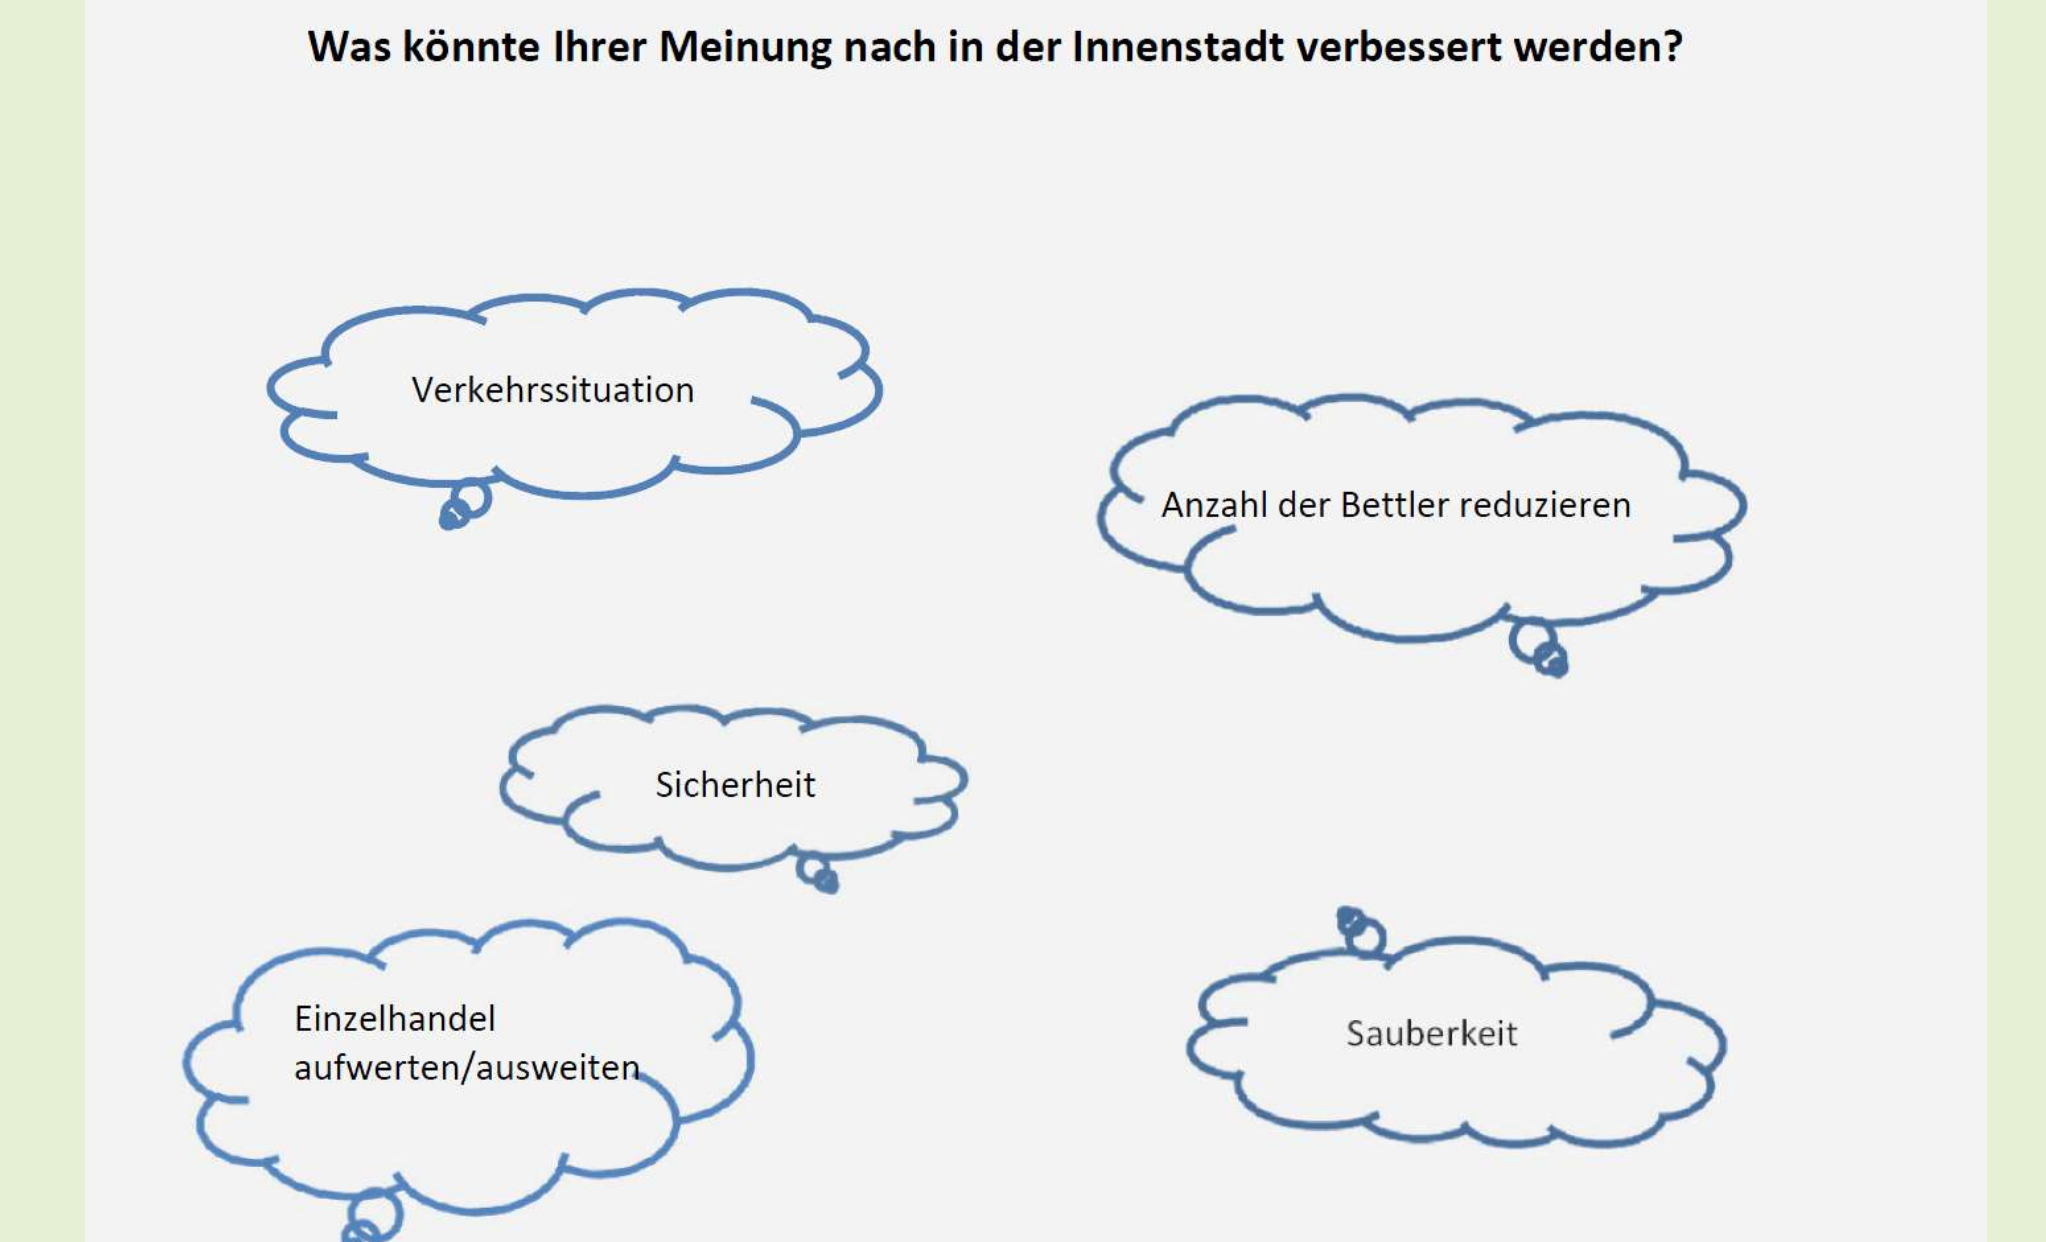 Was könnte Ihrer Meinung nach in der Innenstadt verbessert werden?
Verkehrssituation
Anzahl der Bettler reduzieren
Sicherheit
Einzelhandel
aufwerten/ausweiten
Sauberkeit